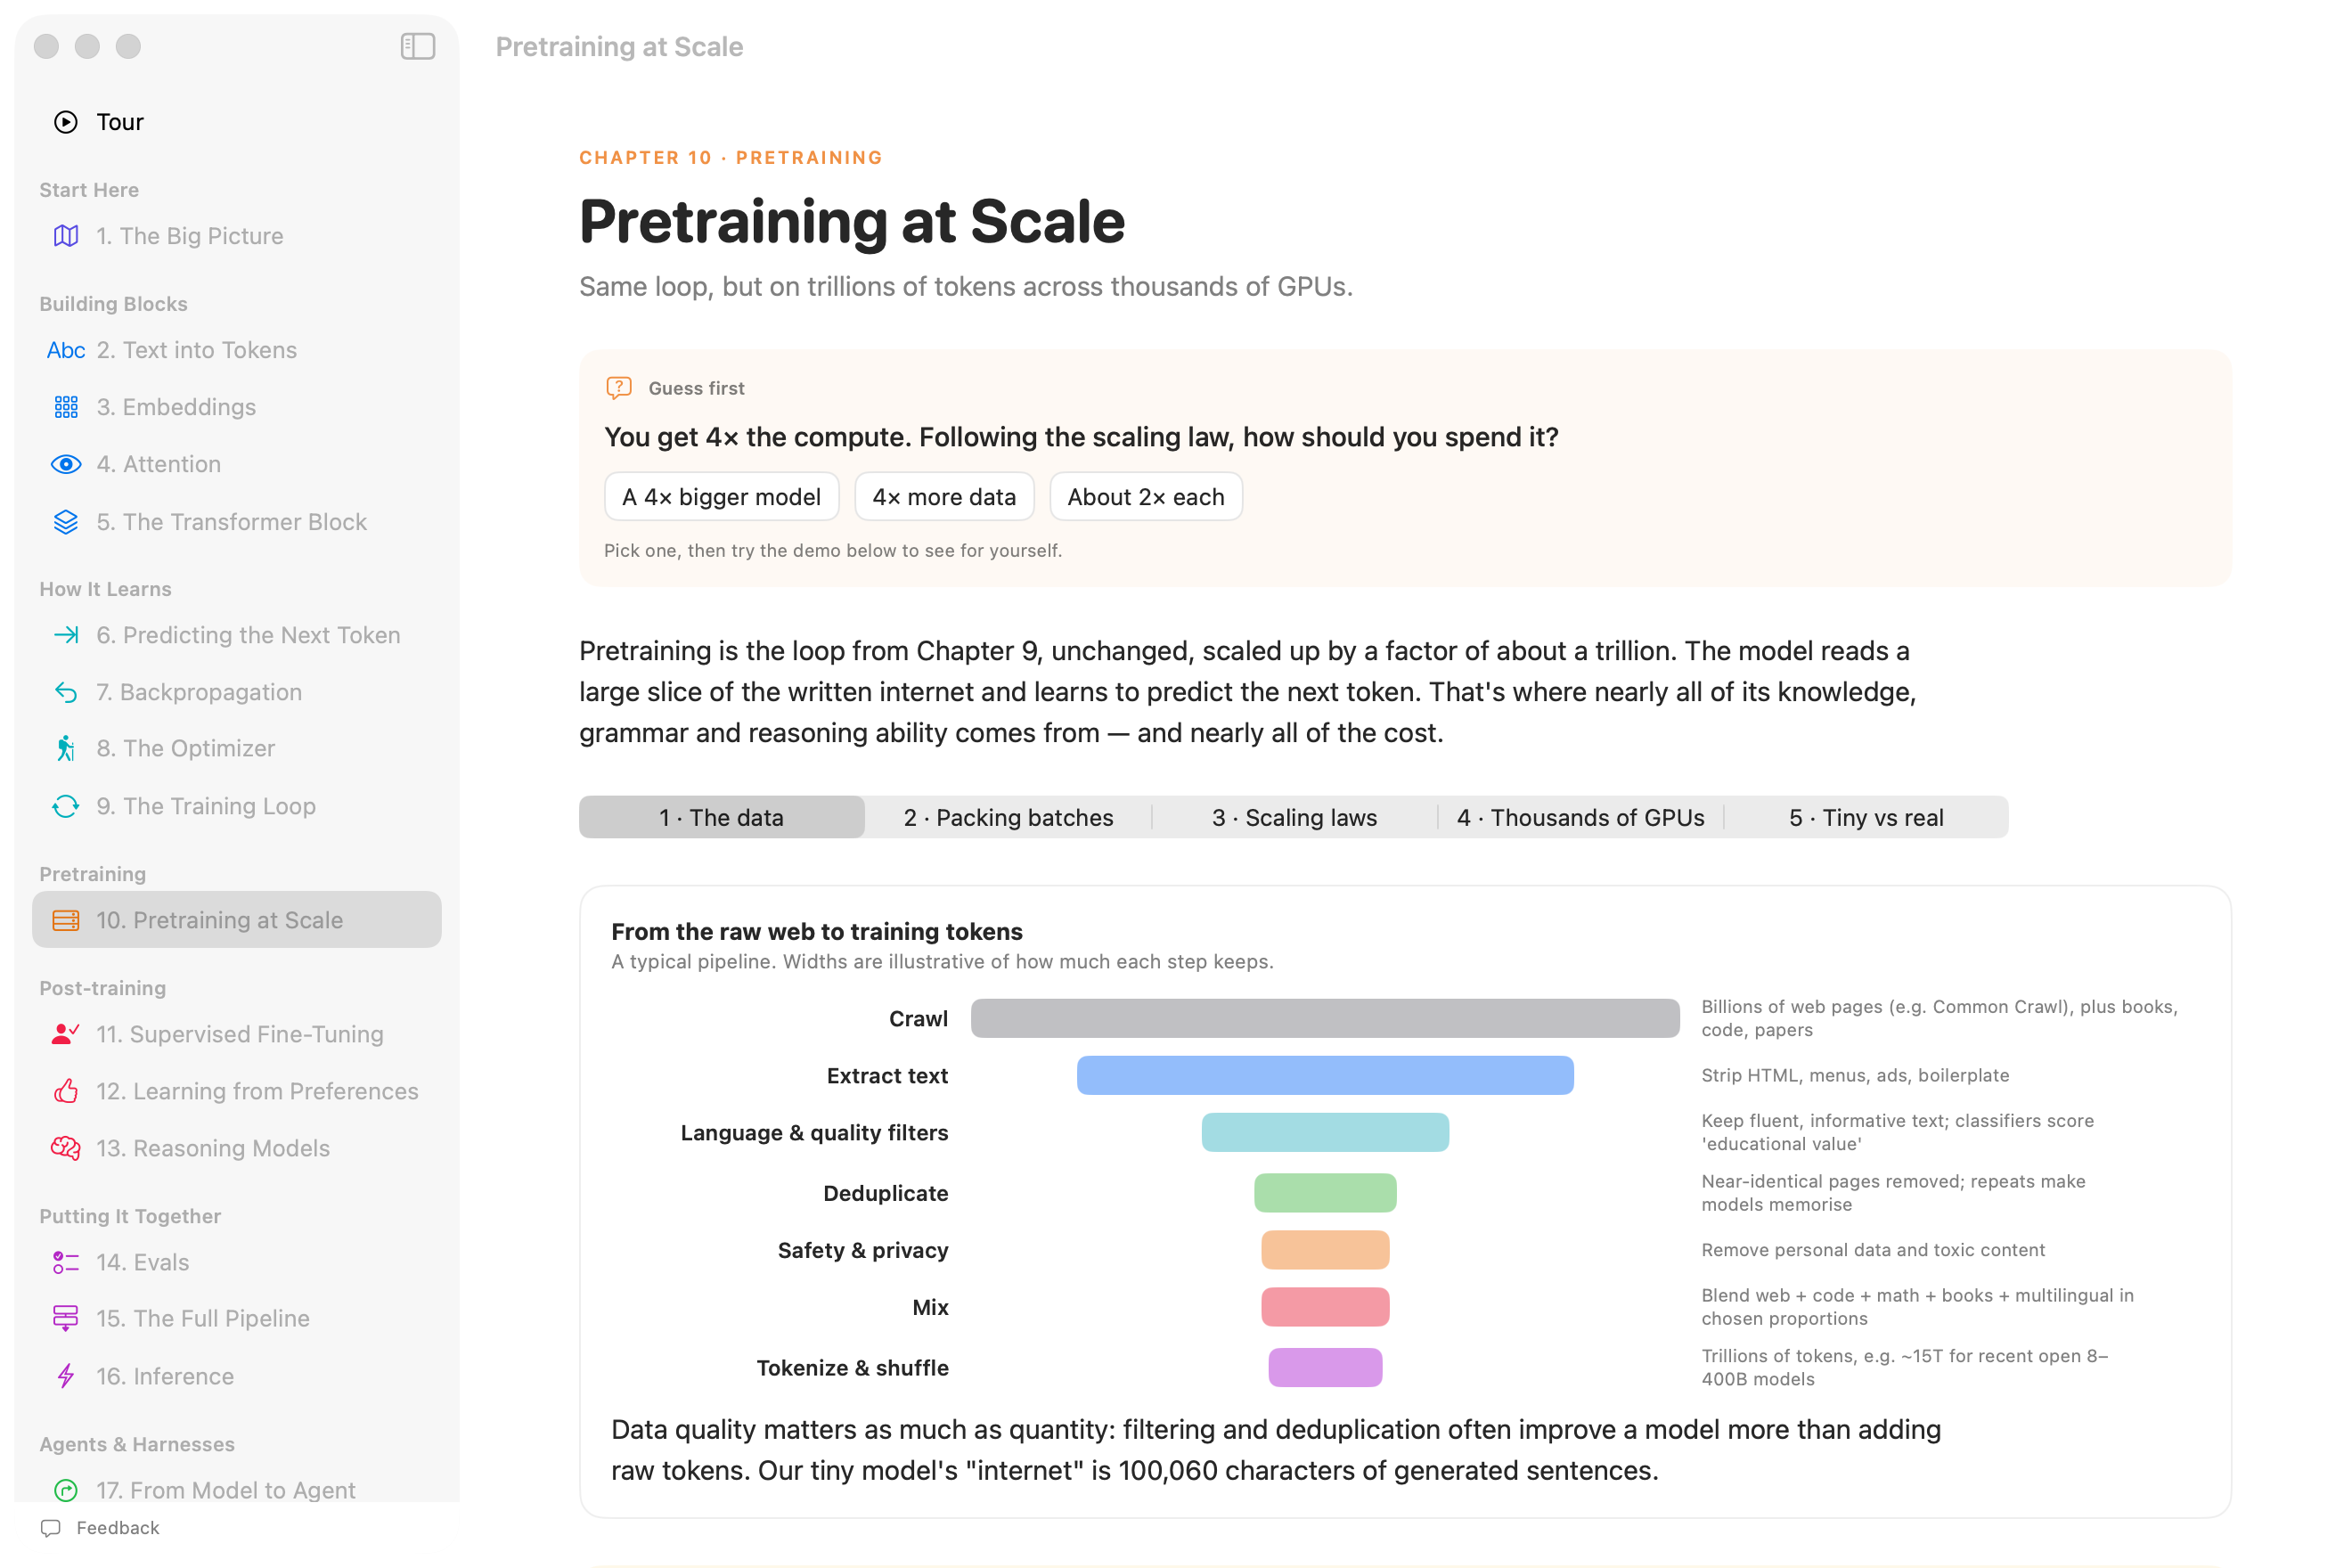 Pretraining at Scale
Tour
Start Here
1. The Big Picture
Building Blocks
Abc 2. Text into Tokens
3. Embeddings
4. Attention
5. The Transformer Block
How It Learns
6. Predicting the Next Token
7. Backpropagation
8. The Optimizer
9. The Training Loop
Pretraining
10. Pretraining at Scale
Post-training
11. Supervised Fine-Tuning
12. Learning from Preferences
13. Reasoning Models
Putting It Together
14. Evals
15. The Full Pipeline
16. Inference
Agents & Harnesses
17. From Model to Agent
Feedback
CHAPTER 10 · PRETRAINING
Pretraining at Scale
Same loop, but on trillions of tokens across thousands of GPUs.
Guess first
You get 4× the compute. Following the scaling law, how should you spend it?
A 4× bigger model
4× more data
About 2× each
Pick one, then try the demo below to see for yourself.
Pretraining is the loop from Chapter 9, unchanged, scaled up by a factor of about a trillion. The model reads a
large slice of the written internet and learns to predict the next token. That's where nearly all of its knowledge,
grammar and reasoning ability comes from — and nearly all of the cost.
1 · The data
2 · Packing batches
3 · Scaling laws
4 · Thousands of GPUs
5 · Tiny vs real
From the raw web to training tokens
A typical pipeline. Widths are illustrative of how much each step keeps.
Crawl
Billions of web pages (e.g. Common Crawl), plus books,
code, papers
Extract text
Strip HTML, menus, ads, boilerplate
Language & quality filters
Keep fluent, informative text; classifiers score
'educational value'
Deduplicate
Near-identical pages removed; repeats make
models memorise
Safety & privacy
Remove personal data and toxic content
Mix
Blend web + code + math + books + multilingual in
chosen proportions
Tokenize & shuffle
Trillions of tokens, e.g. ~15T for recent open 8–
400B models
Data quality matters as much as quantity: filtering and deduplication often improve a model more than adding
raw tokens. Our tiny model's "internet" is 100,060 characters of generated sentences.